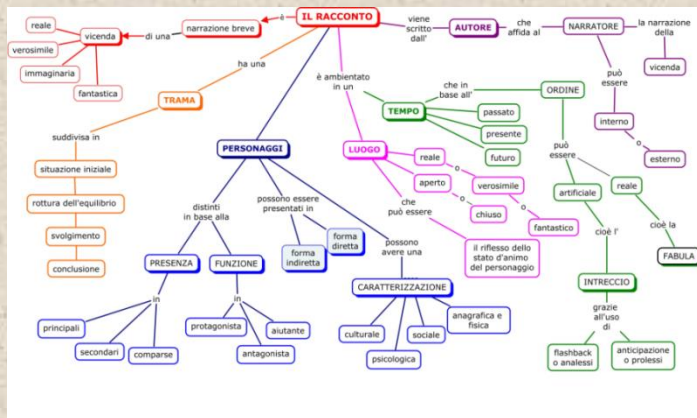 IL RACCONTO
è
narrazione breve
di una
vicenda
reale
verosimile
immaginaria
fantastica
ha una
TRAMA
suddivisa in
situazione iniziale
rottura dell'equilibrio
svolgimento
conclusione
PERSONAGGI
distinti
in base alla
PRESENZA
in
principali
secondari
comparse
FUNZIONE
in
protagonista
antagonista
aiutante
possono essere
presentati in
forma
indiretta
forma
diretta
possono
avere una
CARATTERIZZAZIONE
culturale
psicologica
sociale
anagrafica e
fisica
è ambientato
in un
LUOGO
reale
o
verosimile
o
fantastico
aperto
o
chiuso
che
può essere
il riflesso dello
stato d'animo
del personaggio
TEMPO
passato
presente
futuro
che in
base all'
ORDINE
può
essere
artificiale
cioè l'
INTRECCIO
grazie
all'uso
di
flashback
o analessi
anticipazione
o prolessi
reale
cioè la
FABULA
viene
scritto
dall'
AUTORE
che
affida al
NARRATORE
la narrazione
della
vicenda
può
essere
interno
o
esterno